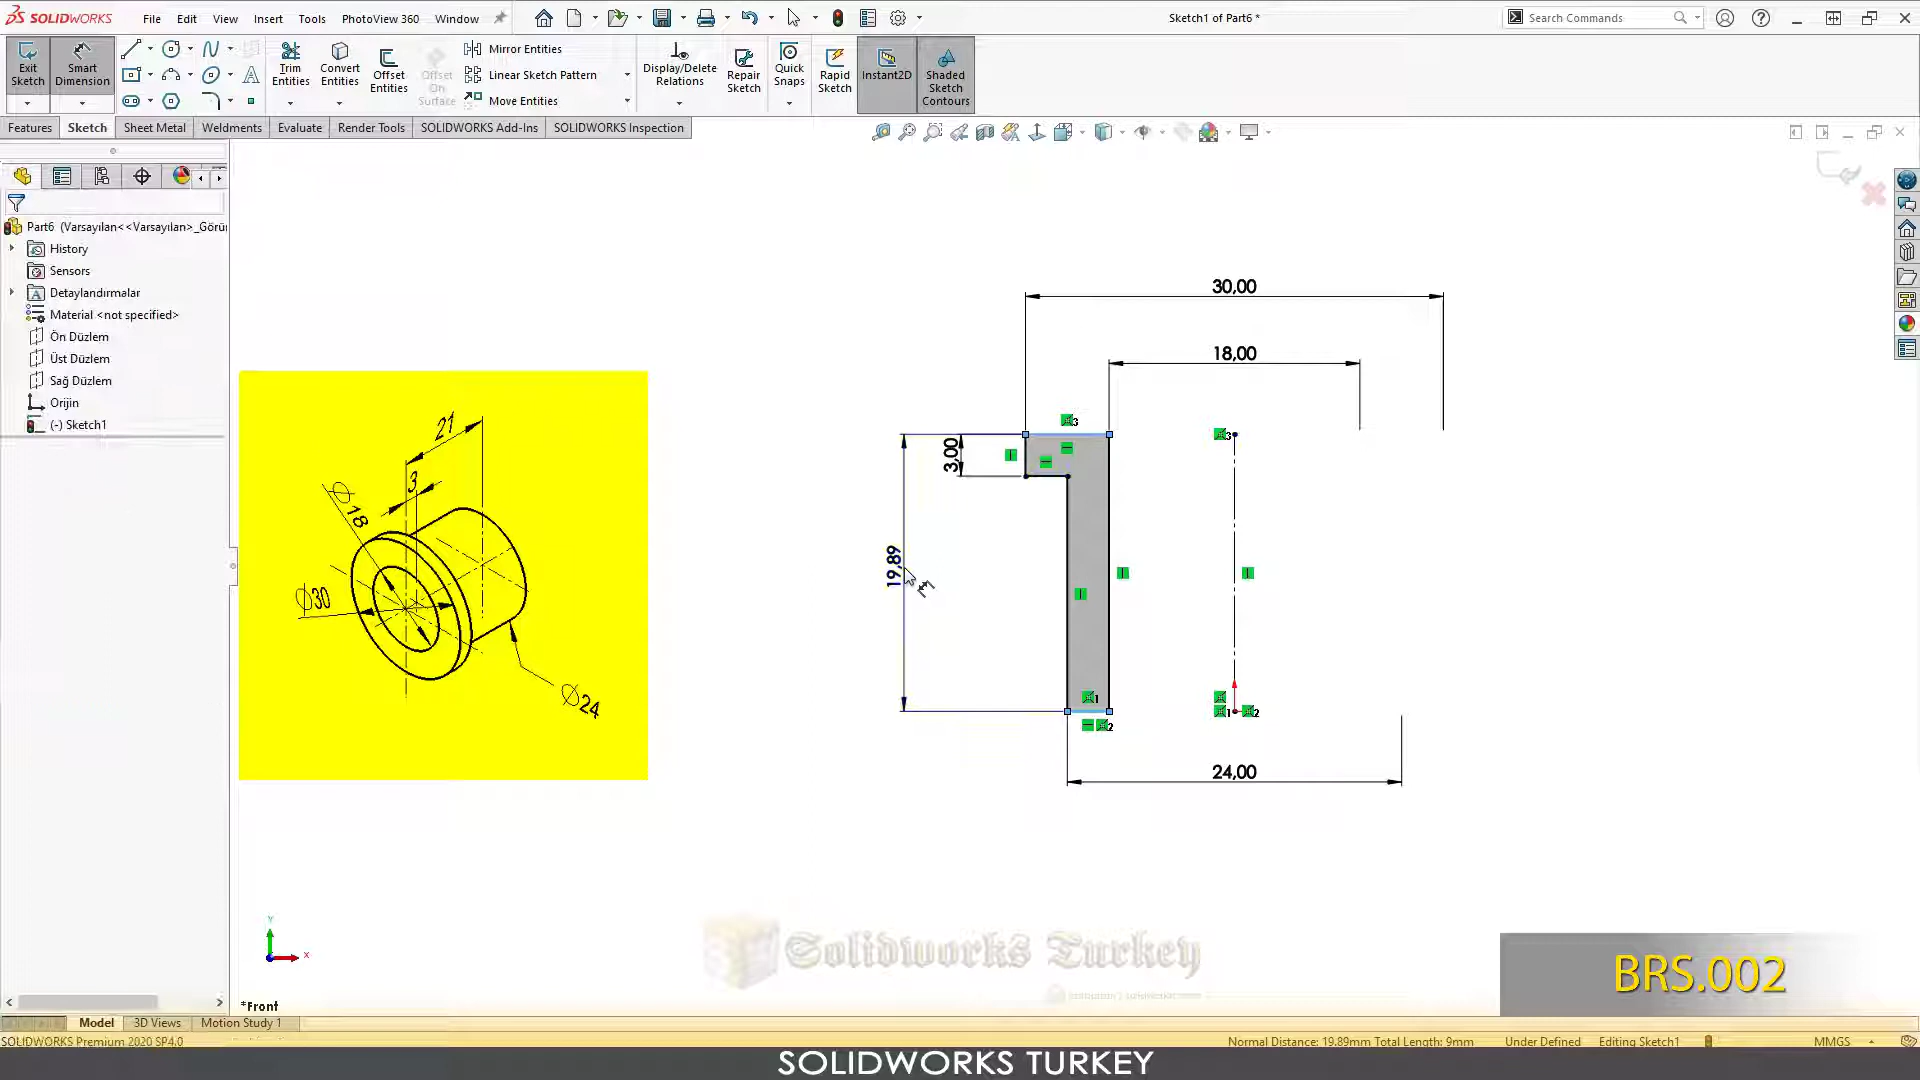 SOLIDWORKS
File Edit View Insert Tools PhotoView 360 Window
Sketch1 of Part6 *
Search Commands
Exit Sketch
Smart Dimension
Trim Entities
Convert Entities
Offset Entities
Offset On Surface
Mirror Entities
Linear Sketch Pattern
Move Entities
Display/Delete Relations
Repair Sketch
Quick Snaps
Rapid Sketch
Instant2D
Shaded Sketch Contours
Features Sketch Sheet Metal Weldments Evaluate Render Tools SOLIDWORKS Add-Ins SOLIDWORKS Inspection
Part6 (Varsayılan<<Varsayılan>_Görü
History
Sensors
Detaylandırmalar
Material <not specified>
Ön Düzlem
Üst Düzlem
Sağ Düzlem
Orijin
(-) Sketch1
21
3
Ø18
Ø30
Ø24
30,00
18,00
3,00
19,89
24,00
3
3
1
2
1
2
Y
X
*Front
Solidworks Turkey
BRS.002
Model 3D Views Motion Study 1
SOLIDWORKS Premium 2020 SP4.0
Normal Distance: 19.89mm Total Length: 9mm Under Defined Editing Sketch1 MMGS
SOLIDWORKS TURKEY